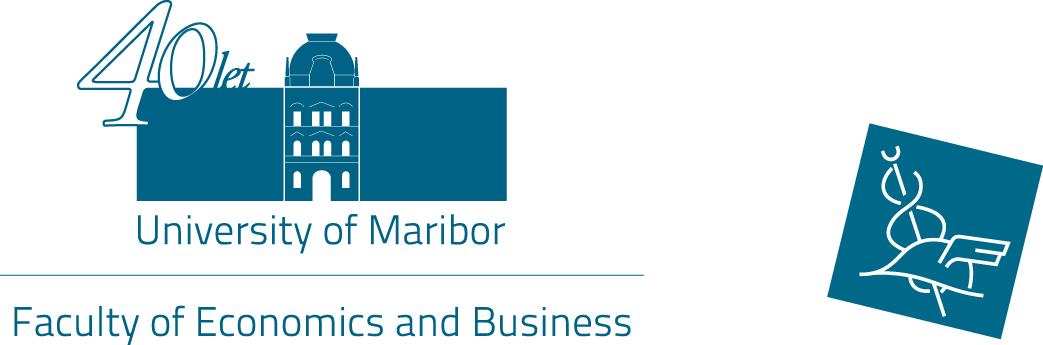 40let
University of Maribor
Faculty of Economics and Business